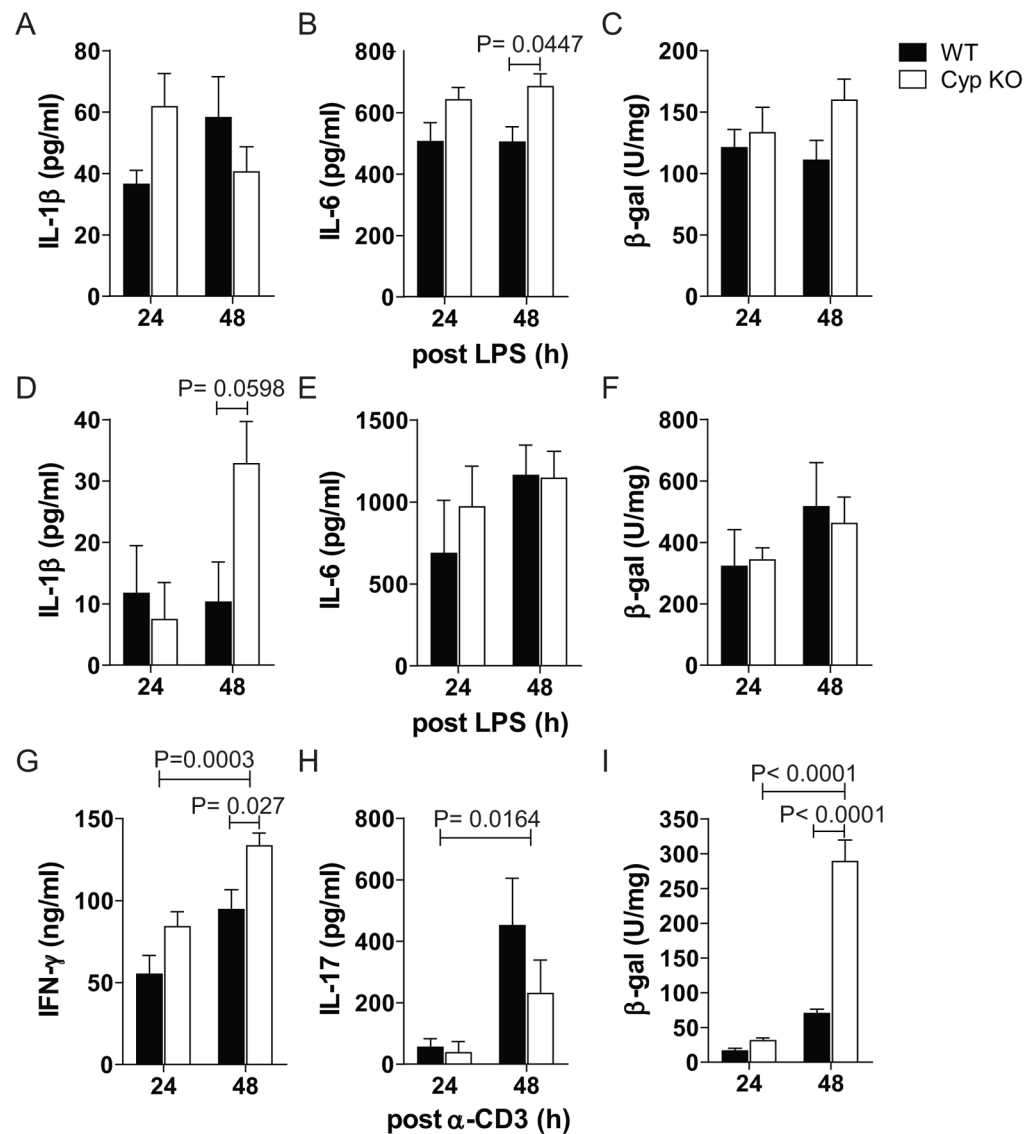 A
IL-1β (pg/ml)
80
60
40
20
0
24
48
B
P= 0.0447
IL-6 (pg/ml)
800
600
400
200
0
24
48
post LPS (h)
C
β-gal (U/mg)
200
150
100
50
0
24
48
WT
Cyp KO
D
P= 0.0598
IL-1β (pg/ml)
40
30
20
10
0
24
48
E
IL-6 (pg/ml)
1500
1000
500
0
24
48
post LPS (h)
F
β-gal (U/mg)
800
600
400
200
0
24
48
G
P=0.0003
P= 0.027
IFN-γ (ng/ml)
150
100
50
0
24
48
H
P= 0.0164
IL-17 (pg/ml)
800
600
400
200
0
24
48
post α-CD3 (h)
I
P< 0.0001
P< 0.0001
β-gal (U/mg)
350
300
250
200
150
100
50
0
24
48